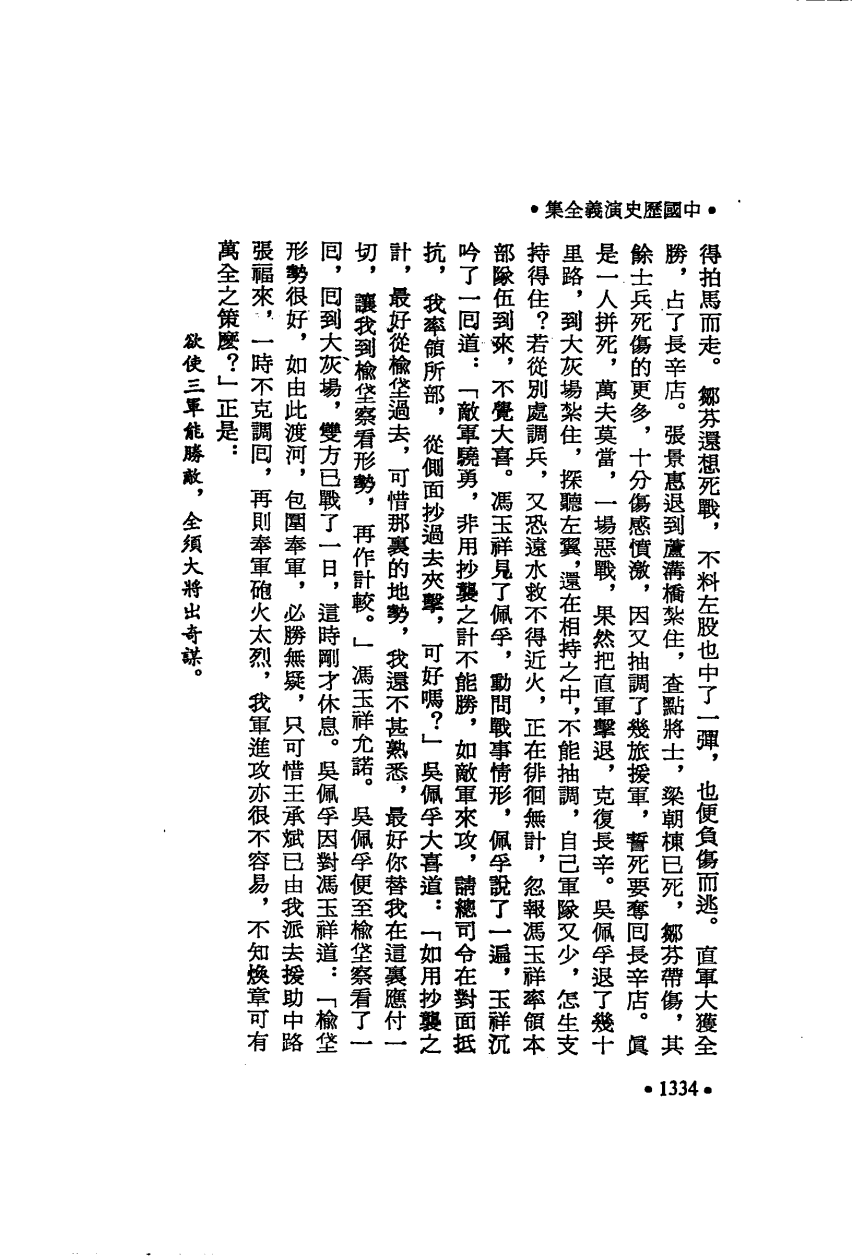 •中國歷史演義全集•
得拍馬而走。鄒芬還想死戰，不料左股也中了一彈，也便負傷而逃。直軍大獲全
勝，占了長辛店。張景惠退到蘆溝橋紮住，查點將士，梁朝棟已死，鄒芬帶傷，其
餘士兵死傷的更多，十分傷感憤激，因又抽調了幾旅援軍，誓死要奪回長辛店。眞
是一人拼死，萬夫莫當，一場惡戰，果然把直軍擊退，克復長辛。吳佩孚退了幾十
里路，到大灰場紮住，探聽左翼，還在相持之中，不能抽調，自己軍隊又少，怎生支
持得住？若從別處調兵，又恐遠水救不得近火，正在徘徊無計，忽報馮玉祥率領本
部隊伍到來，不覺大喜。馮玉祥見了佩孚，動問戰事情形，佩孚說了一遍，玉祥沉
吟了一回道：「敵軍驍勇，非用抄襲之計不能勝，如敵軍來攻，請總司令在對面抵
抗，我率領所部，從側面抄過去夾擊，可好嗎？」吳佩孚大喜道：「如用抄襲之
計，最好從榆垡過去，可惜那裏的地勢，我還不甚熟悉，最好你替我在這裏應付一
切，讓我到榆垡察看形勢，再作計較。」馮玉祥允諾。吳佩孚便至榆垡察看了一
回，回到大灰場，雙方已戰了一日，這時剛才休息。吳佩孚因對馮玉祥道：「榆垡
形勢很好，如由此渡河，包圍奉軍，必勝無疑，只可惜王承斌已由我派去援助中路
張福來，一時不克調回，再則奉軍砲火太烈，我軍進攻亦很不容易，不知煥章可有
萬全之策麼？」正是：
欲使三軍能勝敵，全須大將出奇謀。
•1334•